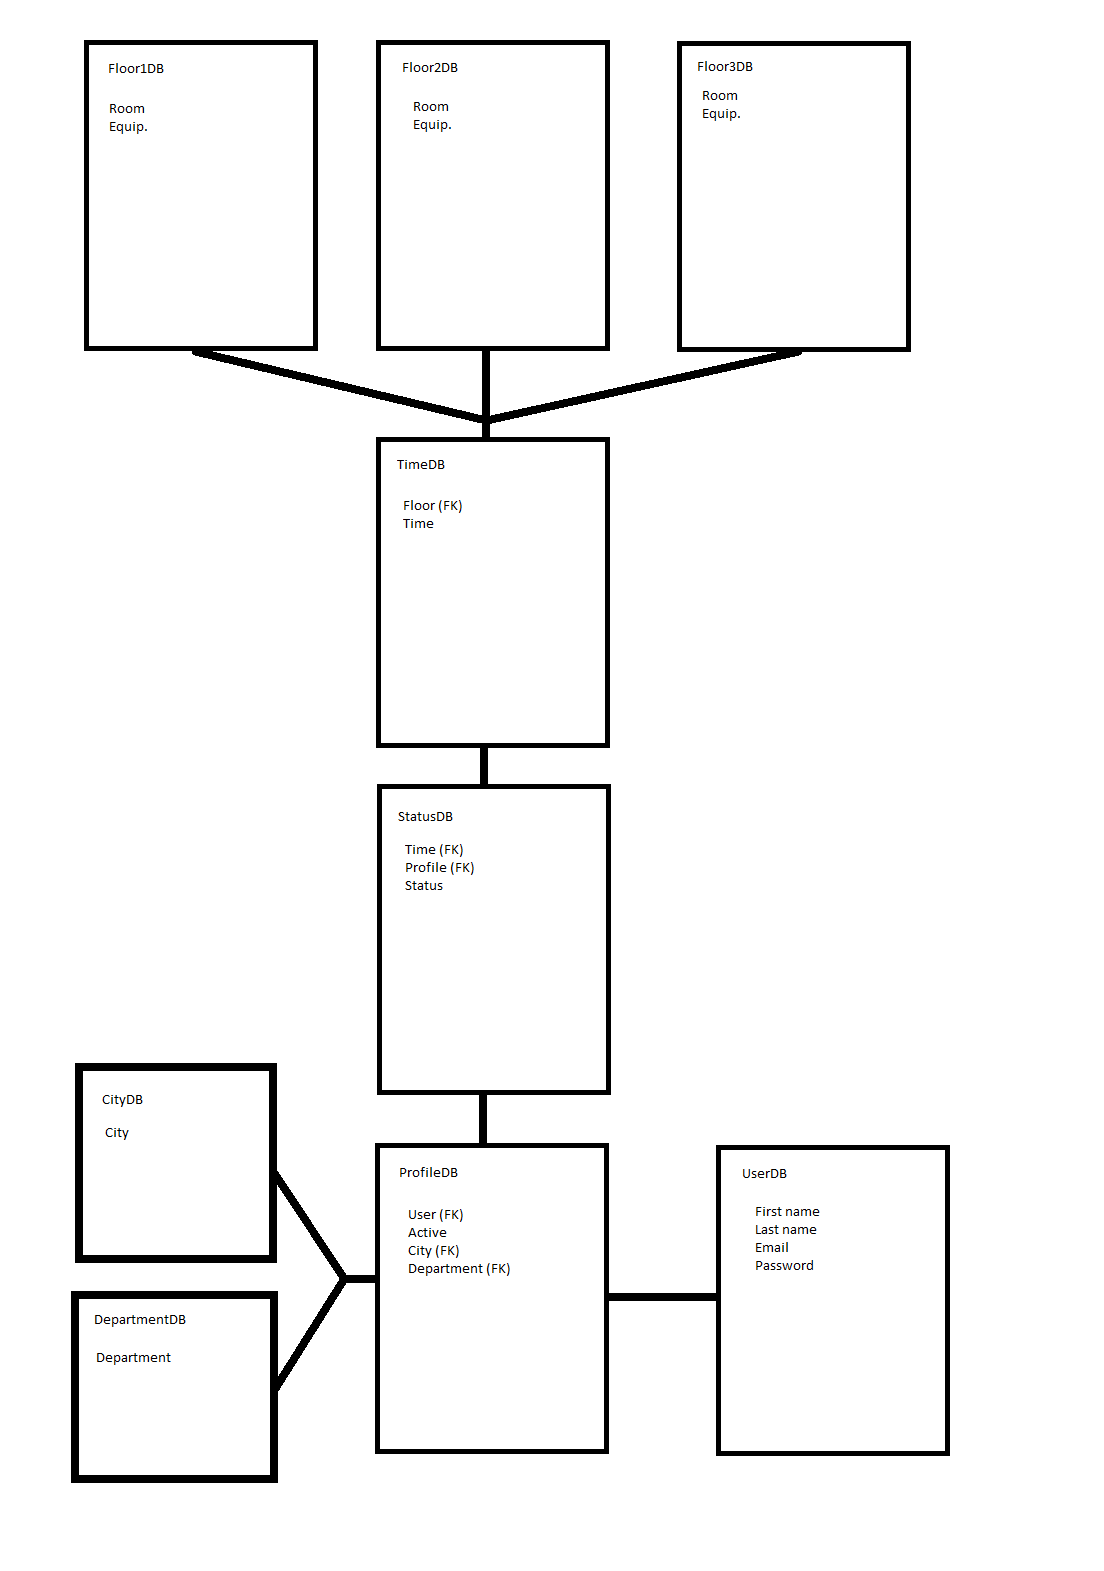 Floor1DB
Room
Equip.
Floor2DB
Room
Equip.
Floor3DB
Room
Equip.
TimeDB
Floor (FK)
Time
StatusDB
Time (FK)
Profile (FK)
Status
CityDB
City
DepartmentDB
Department
ProfileDB
User (FK)
Active
City (FK)
Department (FK)
UserDB
First name
Last name
Email
Password